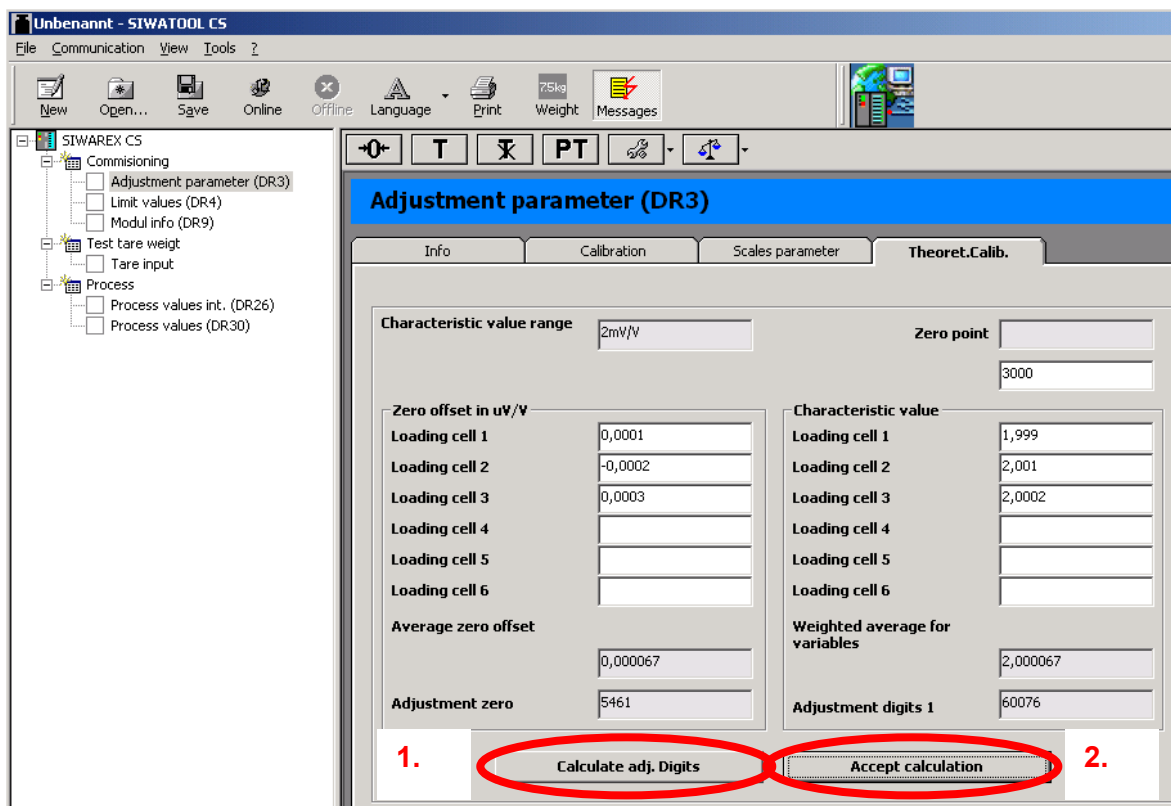 Unbenannt - SIWATOOL CS
File Communication View Tools ?
New Open... Save Online Offline Language Print Weight Messages
7.5kg
SIWAREX CS
Commisioning
Adjustment parameter (DR3)
Limit values (DR4)
Modul info (DR9)
Test tare weigt
Tare input
Process
Process values int. (DR26)
Process values (DR30)
→0← T T PT
Adjustment parameter (DR3)
Info Calibration Scales parameter Theoret.Calib.
Characteristic value range 2mV/V Zero point
3000
Zero offset in uV/V
Loading cell 1 0,0001
Loading cell 2 -0,0002
Loading cell 3 0,0003
Loading cell 4
Loading cell 5
Loading cell 6
Average zero offset
0,000067
Adjustment zero 5461
Characteristic value
Loading cell 1 1,999
Loading cell 2 2,001
Loading cell 3 2,0002
Loading cell 4
Loading cell 5
Loading cell 6
Weighted average for
variables
2,000067
Adjustment digits 1 60076
1. Calculate adj. Digits Accept calculation 2.